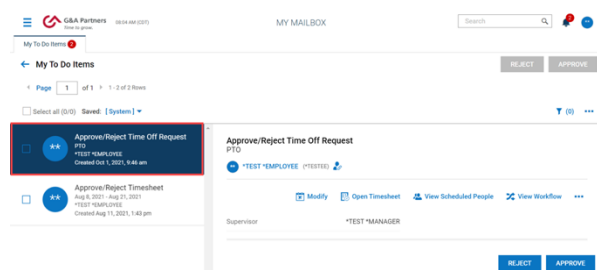 G&A Partners
Time to grow
08:04 AM (CDT)
MY MAILBOX
Search
My To Do Items 2
My To Do Items
REJECT APPROVE
Page 1 of 1 1 - 2 of 2 Rows
Select all (0/0) Saved: [System]
(0)
Approve/Reject Time Off Request
PTO
*TEST *EMPLOYEE
Created Oct 1, 2021, 9:46 am
Approve/Reject Timesheet
Aug 8, 2021 - Aug 21, 2021
*TEST *EMPLOYEE
Created Aug 11, 2021, 1:43 pm
Approve/Reject Time Off Request
PTO
*TEST *EMPLOYEE (*TESTEE)
Modify Open Timesheet View Scheduled People View Workflow
Supervisor *TEST *MANAGER
REJECT APPROVE